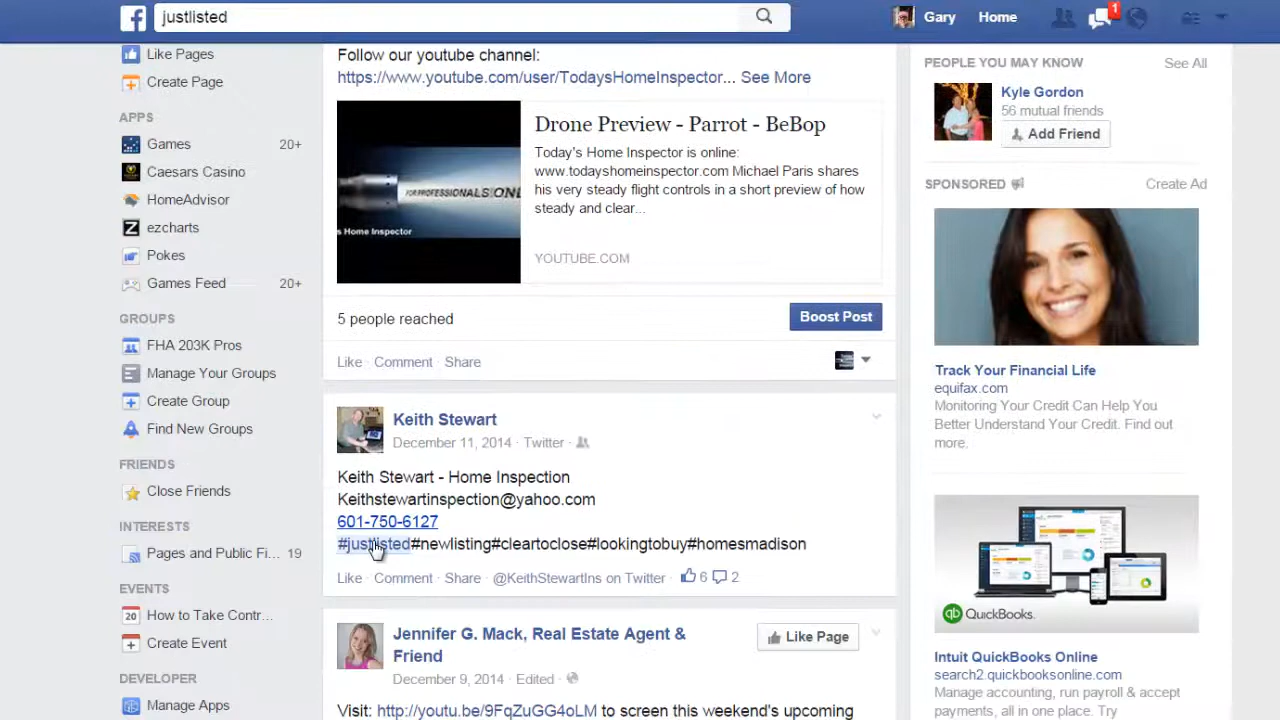 justlisted
Gary
Home
1
Like Pages
Create Page
APPS
Games 20+
Caesars Casino
HomeAdvisor
ezcharts
Pokes
Games Feed 20+
GROUPS
FHA 203K Pros
Manage Your Groups
Create Group
Find New Groups
FRIENDS
Close Friends
INTERESTS
Pages and Public Fi... 19
EVENTS
20 How to Take Contr...
Create Event
DEVELOPER
Manage Apps
Follow our youtube channel:
https://www.youtube.com/user/TodaysHomeInspector... See More
FOR PROFESSIONALS ONL
s Home Inspector
Drone Preview - Parrot - BeBop
Today's Home Inspector is online:
www.todayshomeinspector.com Michael Paris shares
his very steady flight controls in a short preview of how
steady and clear...
YOUTUBE.COM
5 people reached
Boost Post
Like · Comment · Share
Keith Stewart
December 11, 2014 · Twitter ·
Keith Stewart - Home Inspection
Keithstewartinspection@yahoo.com
601-750-6127
#justlisted#newlisting#cleartoclose#lookingtobuy#homesmadison
Like · Comment · Share · @KeithStewartIns on Twitter · 6 2
Jennifer G. Mack, Real Estate Agent &
Friend
Like Page
December 9, 2014 · Edited ·
Visit: http://youtu.be/9FqZuGG4oLM to screen this weekend's upcoming
PEOPLE YOU MAY KNOW See All
Kyle Gordon
56 mutual friends
Add Friend
SPONSORED Create Ad
Track Your Financial Life
equifax.com
Monitoring Your Credit Can Help You
Better Understand Your Credit. Find out
more.
QuickBooks.
Intuit QuickBooks Online
search2.quickbooksonline.com
Manage accounting, run payroll & accept
payments, all in one place. Try